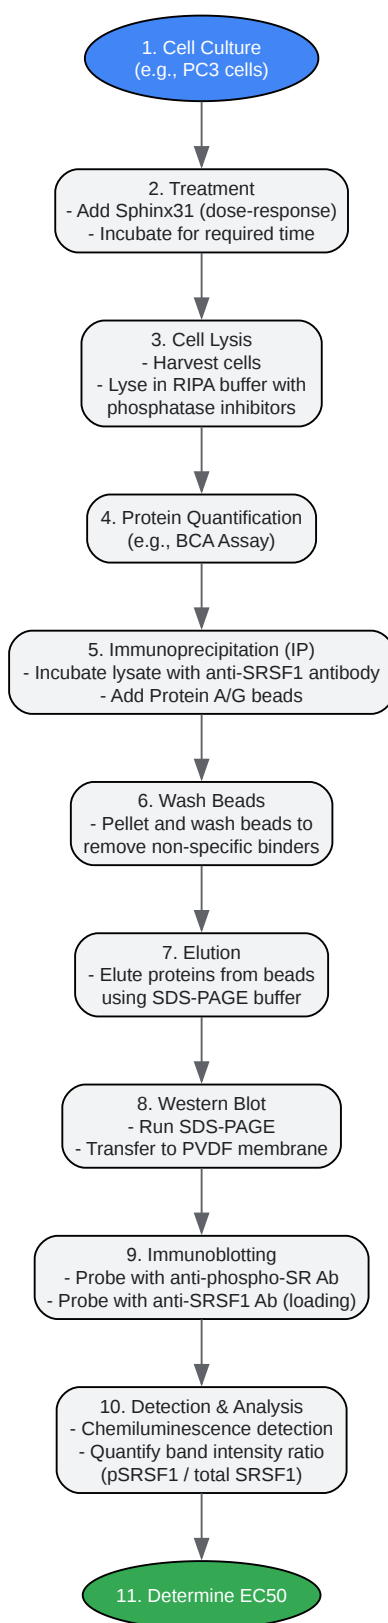 1. Cell Culture
(e.g., PC3 cells)
2. Treatment
- Add Sphinx31 (dose-response)
- Incubate for required time
3. Cell Lysis
- Harvest cells
- Lyse in RIPA buffer with
phosphatase inhibitors
4. Protein Quantification
(e.g., BCA Assay)
5. Immunoprecipitation (IP)
- Incubate lysate with anti-SRSF1 antibody
- Add Protein A/G beads
6. Wash Beads
- Pellet and wash beads to
remove non-specific binders
7. Elution
- Elute proteins from beads
using SDS-PAGE buffer
8. Western Blot
- Run SDS-PAGE
- Transfer to PVDF membrane
9. Immunoblotting
- Probe with anti-phospho-SR Ab
- Probe with anti-SRSF1 Ab (loading)
10. Detection & Analysis
- Chemiluminescence detection
- Quantify band intensity ratio
(pSRSF1 / total SRSF1)
11. Determine EC50